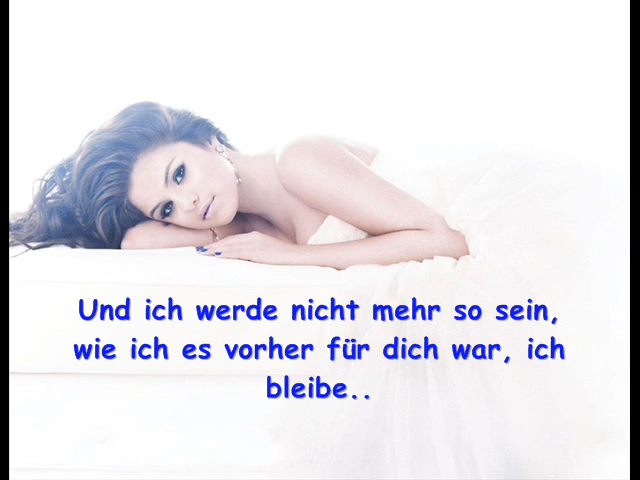 Und ich werde nicht mehr so sein,
wie ich es vorher für dich war, ich
bleibe..